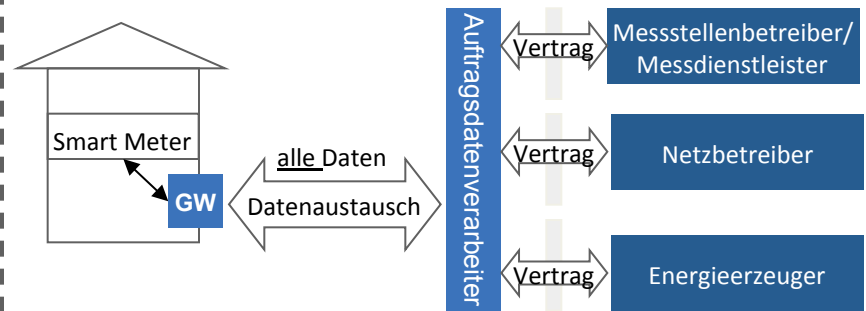 Smart Meter
GW
alle Daten
Datenaustausch
Auftragsdatenverarbeiter
Vertrag
Messstellenbetreiber/
Messdienstleister
Vertrag
Netzbetreiber
Vertrag
Energieerzeuger